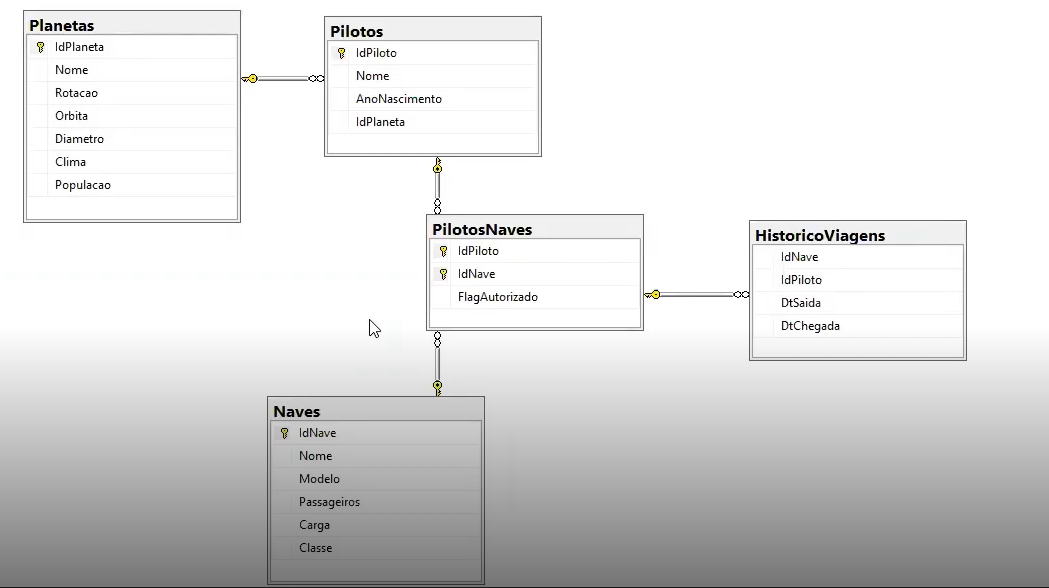 Planetas
IdPlaneta
Nome
Rotacao
Orbita
Diametro
Clima
Populacao
Pilotos
IdPiloto
Nome
AnoNascimento
IdPlaneta
PilotosNaves
IdPiloto
IdNave
FlagAutorizado
HistoricoViagens
IdNave
IdPiloto
DtSaida
DtChegada
Naves
IdNave
Nome
Modelo
Passageiros
Carga
Classe